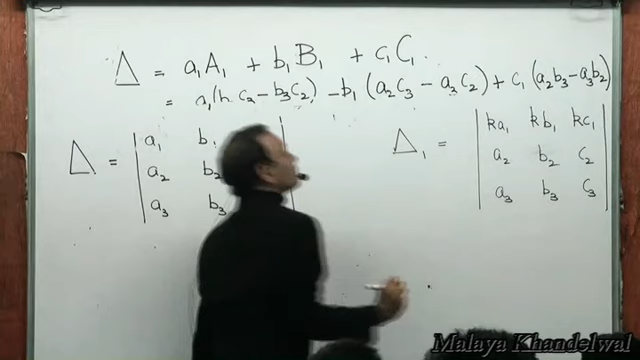 Δ = a₁A₁ + b₁B₁ + c₁C₁.
= a₁(b₂c₃ − b₃c₂) − b₁(a₂c₃ − a₃c₂) + c₁(a₂b₃ − a₃b₂)
Δ = | a₁ b₁
a₂ b₂
a₃ b₃
Δ₁ = | ka₁ kb₁ kc₁ |
a₂ b₂ c₂
a₃ b₃ c₃
Malaya Khandelwal